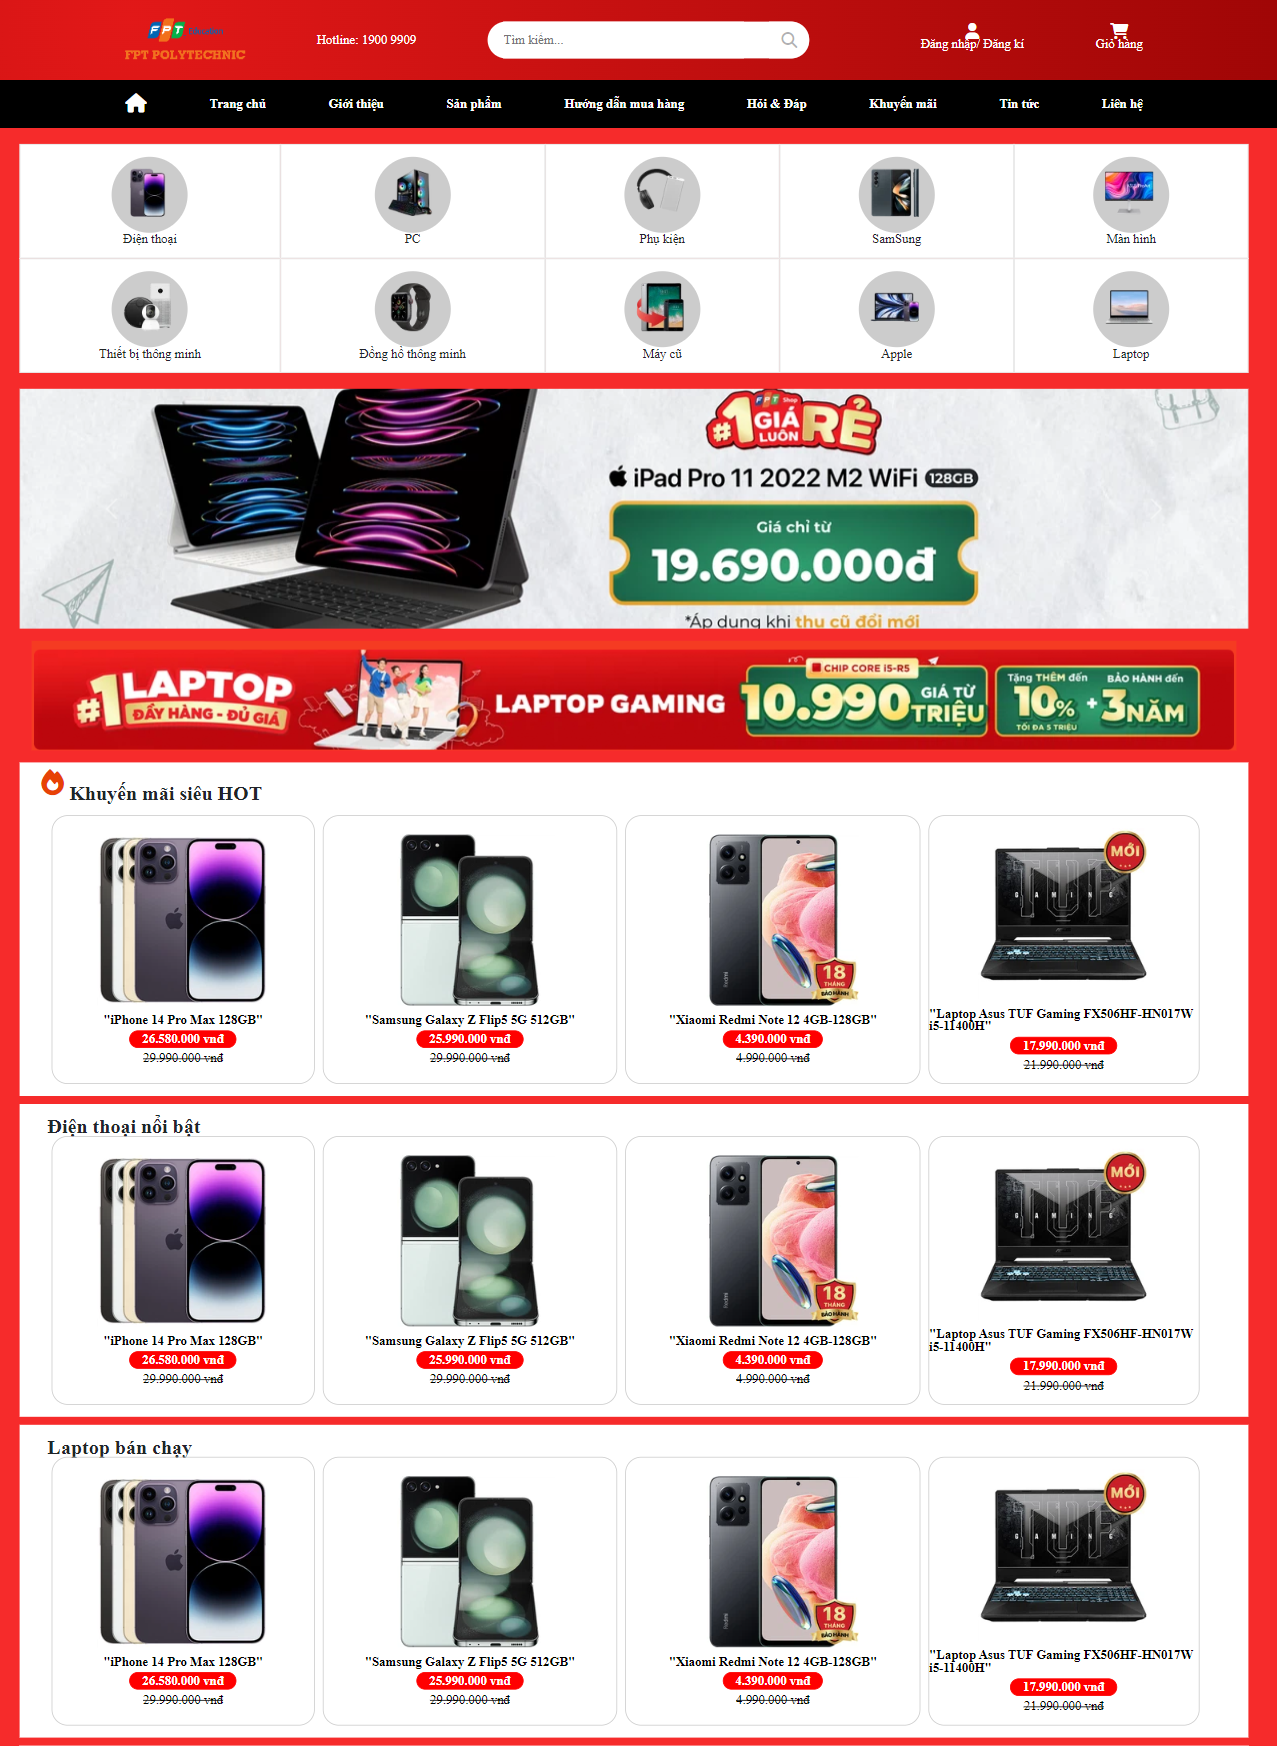 FPT
FPT POLYTECHNIC
Hotline: 1900 9909
Tìm kiếm...
Đăng nhập/ Đăng kí
Giỏ hàng
Trang chủ
Giới thiệu
Sản phẩm
Hướng dẫn mua hàng
Hỏi & Đáp
Khuyến mãi
Tin tức
Liên hệ
Điện thoại
PC
Phụ kiện
SamSung
Màn hình
Thiết bị thông minh
Đồng hồ thông minh
Máy cũ
Apple
Laptop
FPT Shop
#1 GIÁ LUÔN RẺ
iPad Pro 11 2022 M2 WiFi 128GB
Giá chỉ từ
19.690.000đ
*Áp dụng khi thu cũ đổi mới
#1 LAPTOP
ĐẦY HÀNG - ĐỦ GIÁ
LAPTOP GAMING
CHIP CORE i5-R5
10.990 GIÁ TỪ TRIỆU
Tặng THÊM đến
10%
TỐI ĐA 5 TRIỆU
+
BẢO HÀNH đến
3 NĂM
Khuyến mãi siêu HOT
18
THÁNG
BẢO HÀNH
Redmi
MỚI
TUF
GAMING
"iPhone 14 Pro Max 128GB"
26.580.000 vnđ
29.990.000 vnđ
"Samsung Galaxy Z Flip5 5G 512GB"
25.990.000 vnđ
29.990.000 vnđ
"Xiaomi Redmi Note 12 4GB-128GB"
4.390.000 vnđ
4.990.000 vnđ
"Laptop Asus TUF Gaming FX506HF-HN017W
i5-11400H"
17.990.000 vnđ
21.990.000 vnđ
Điện thoại nổi bật
18
THÁNG
BẢO HÀNH
Redmi
MỚI
TUF
GAMING
"iPhone 14 Pro Max 128GB"
26.580.000 vnđ
29.990.000 vnđ
"Samsung Galaxy Z Flip5 5G 512GB"
25.990.000 vnđ
29.990.000 vnđ
"Xiaomi Redmi Note 12 4GB-128GB"
4.390.000 vnđ
4.990.000 vnđ
"Laptop Asus TUF Gaming FX506HF-HN017W
i5-11400H"
17.990.000 vnđ
21.990.000 vnđ
Laptop bán chạy
18
THÁNG
BẢO HÀNH
Redmi
MỚI
TUF
GAMING
"iPhone 14 Pro Max 128GB"
26.580.000 vnđ
29.990.000 vnđ
"Samsung Galaxy Z Flip5 5G 512GB"
25.990.000 vnđ
29.990.000 vnđ
"Xiaomi Redmi Note 12 4GB-128GB"
4.390.000 vnđ
4.990.000 vnđ
"Laptop Asus TUF Gaming FX506HF-HN017W
i5-11400H"
17.990.000 vnđ
21.990.000 vnđ